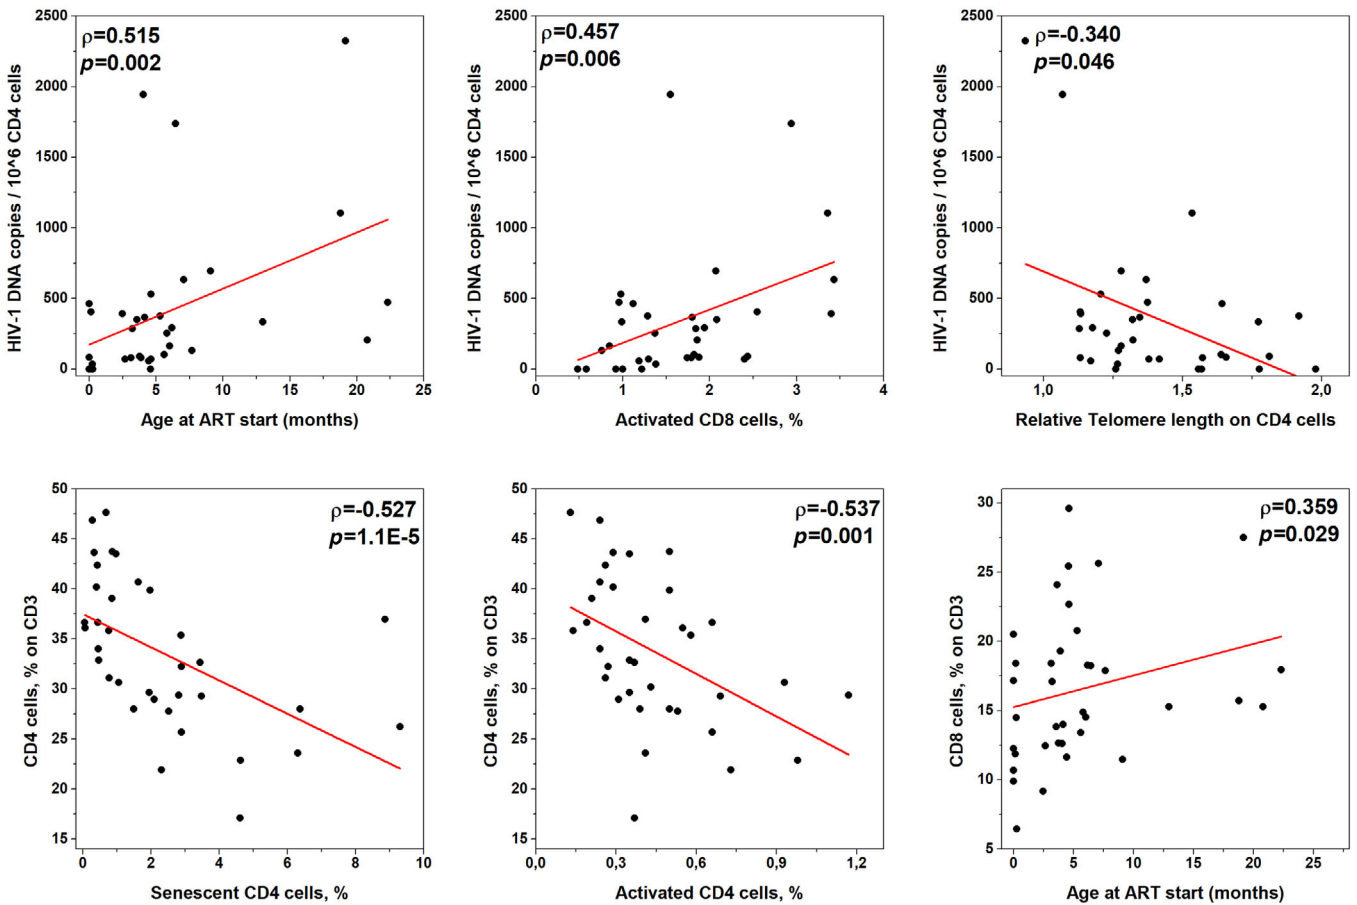 ρ=0.515
p=0.002
HIV-1 DNA copies / 10^6 CD4 cells
2500
2000
1500
1000
500
0
0 5 10 15 20 25
Age at ART start (months)
ρ=0.457
p=0.006
HIV-1 DNA copies / 10^6 CD4 cells
2500
2000
1500
1000
500
0
0 1 2 3 4
Activated CD8 cells, %
ρ=-0.340
p=0.046
HIV-1 DNA copies / 10^6 CD4 cells
2500
2000
1500
1000
500
0
1,0 1,5 2,0
Relative Telomere length on CD4 cells
ρ=-0.527
p=1.1E-5
CD4 cells, % on CD3
50
45
40
35
30
25
20
15
0 2 4 6 8 10
Senescent CD4 cells, %
ρ=-0.537
p=0.001
CD4 cells, % on CD3
50
45
40
35
30
25
20
15
0,0 0,3 0,6 0,9 1,2
Activated CD4 cells, %
ρ=0.359
p=0.029
CD8 cells, % on CD3
30
25
20
15
10
5
0 5 10 15 20 25
Age at ART start (months)